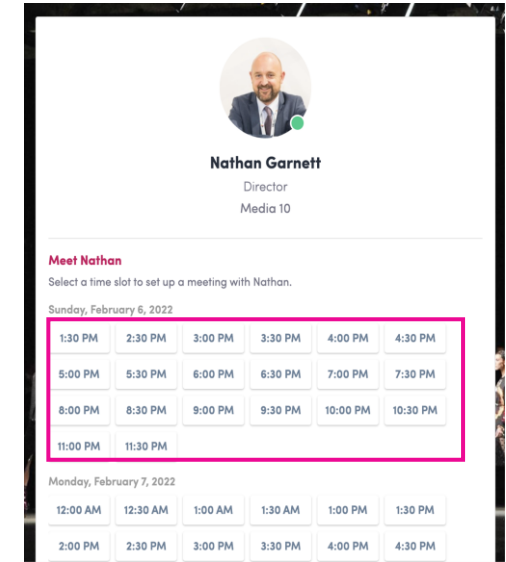 Nathan Garnett
Director
Media 10
Meet Nathan
Select a time slot to set up a meeting with Nathan.
Sunday, February 6, 2022
1:30 PM 2:30 PM 3:00 PM 3:30 PM 4:00 PM 4:30 PM
5:00 PM 5:30 PM 6:00 PM 6:30 PM 7:00 PM 7:30 PM
8:00 PM 8:30 PM 9:00 PM 9:30 PM 10:00 PM 10:30 PM
11:00 PM 11:30 PM
Monday, February 7, 2022
12:00 AM 12:30 AM 1:00 AM 1:30 AM 1:00 PM 1:30 PM
2:00 PM 2:30 PM 3:00 PM 3:30 PM 4:00 PM 4:30 PM